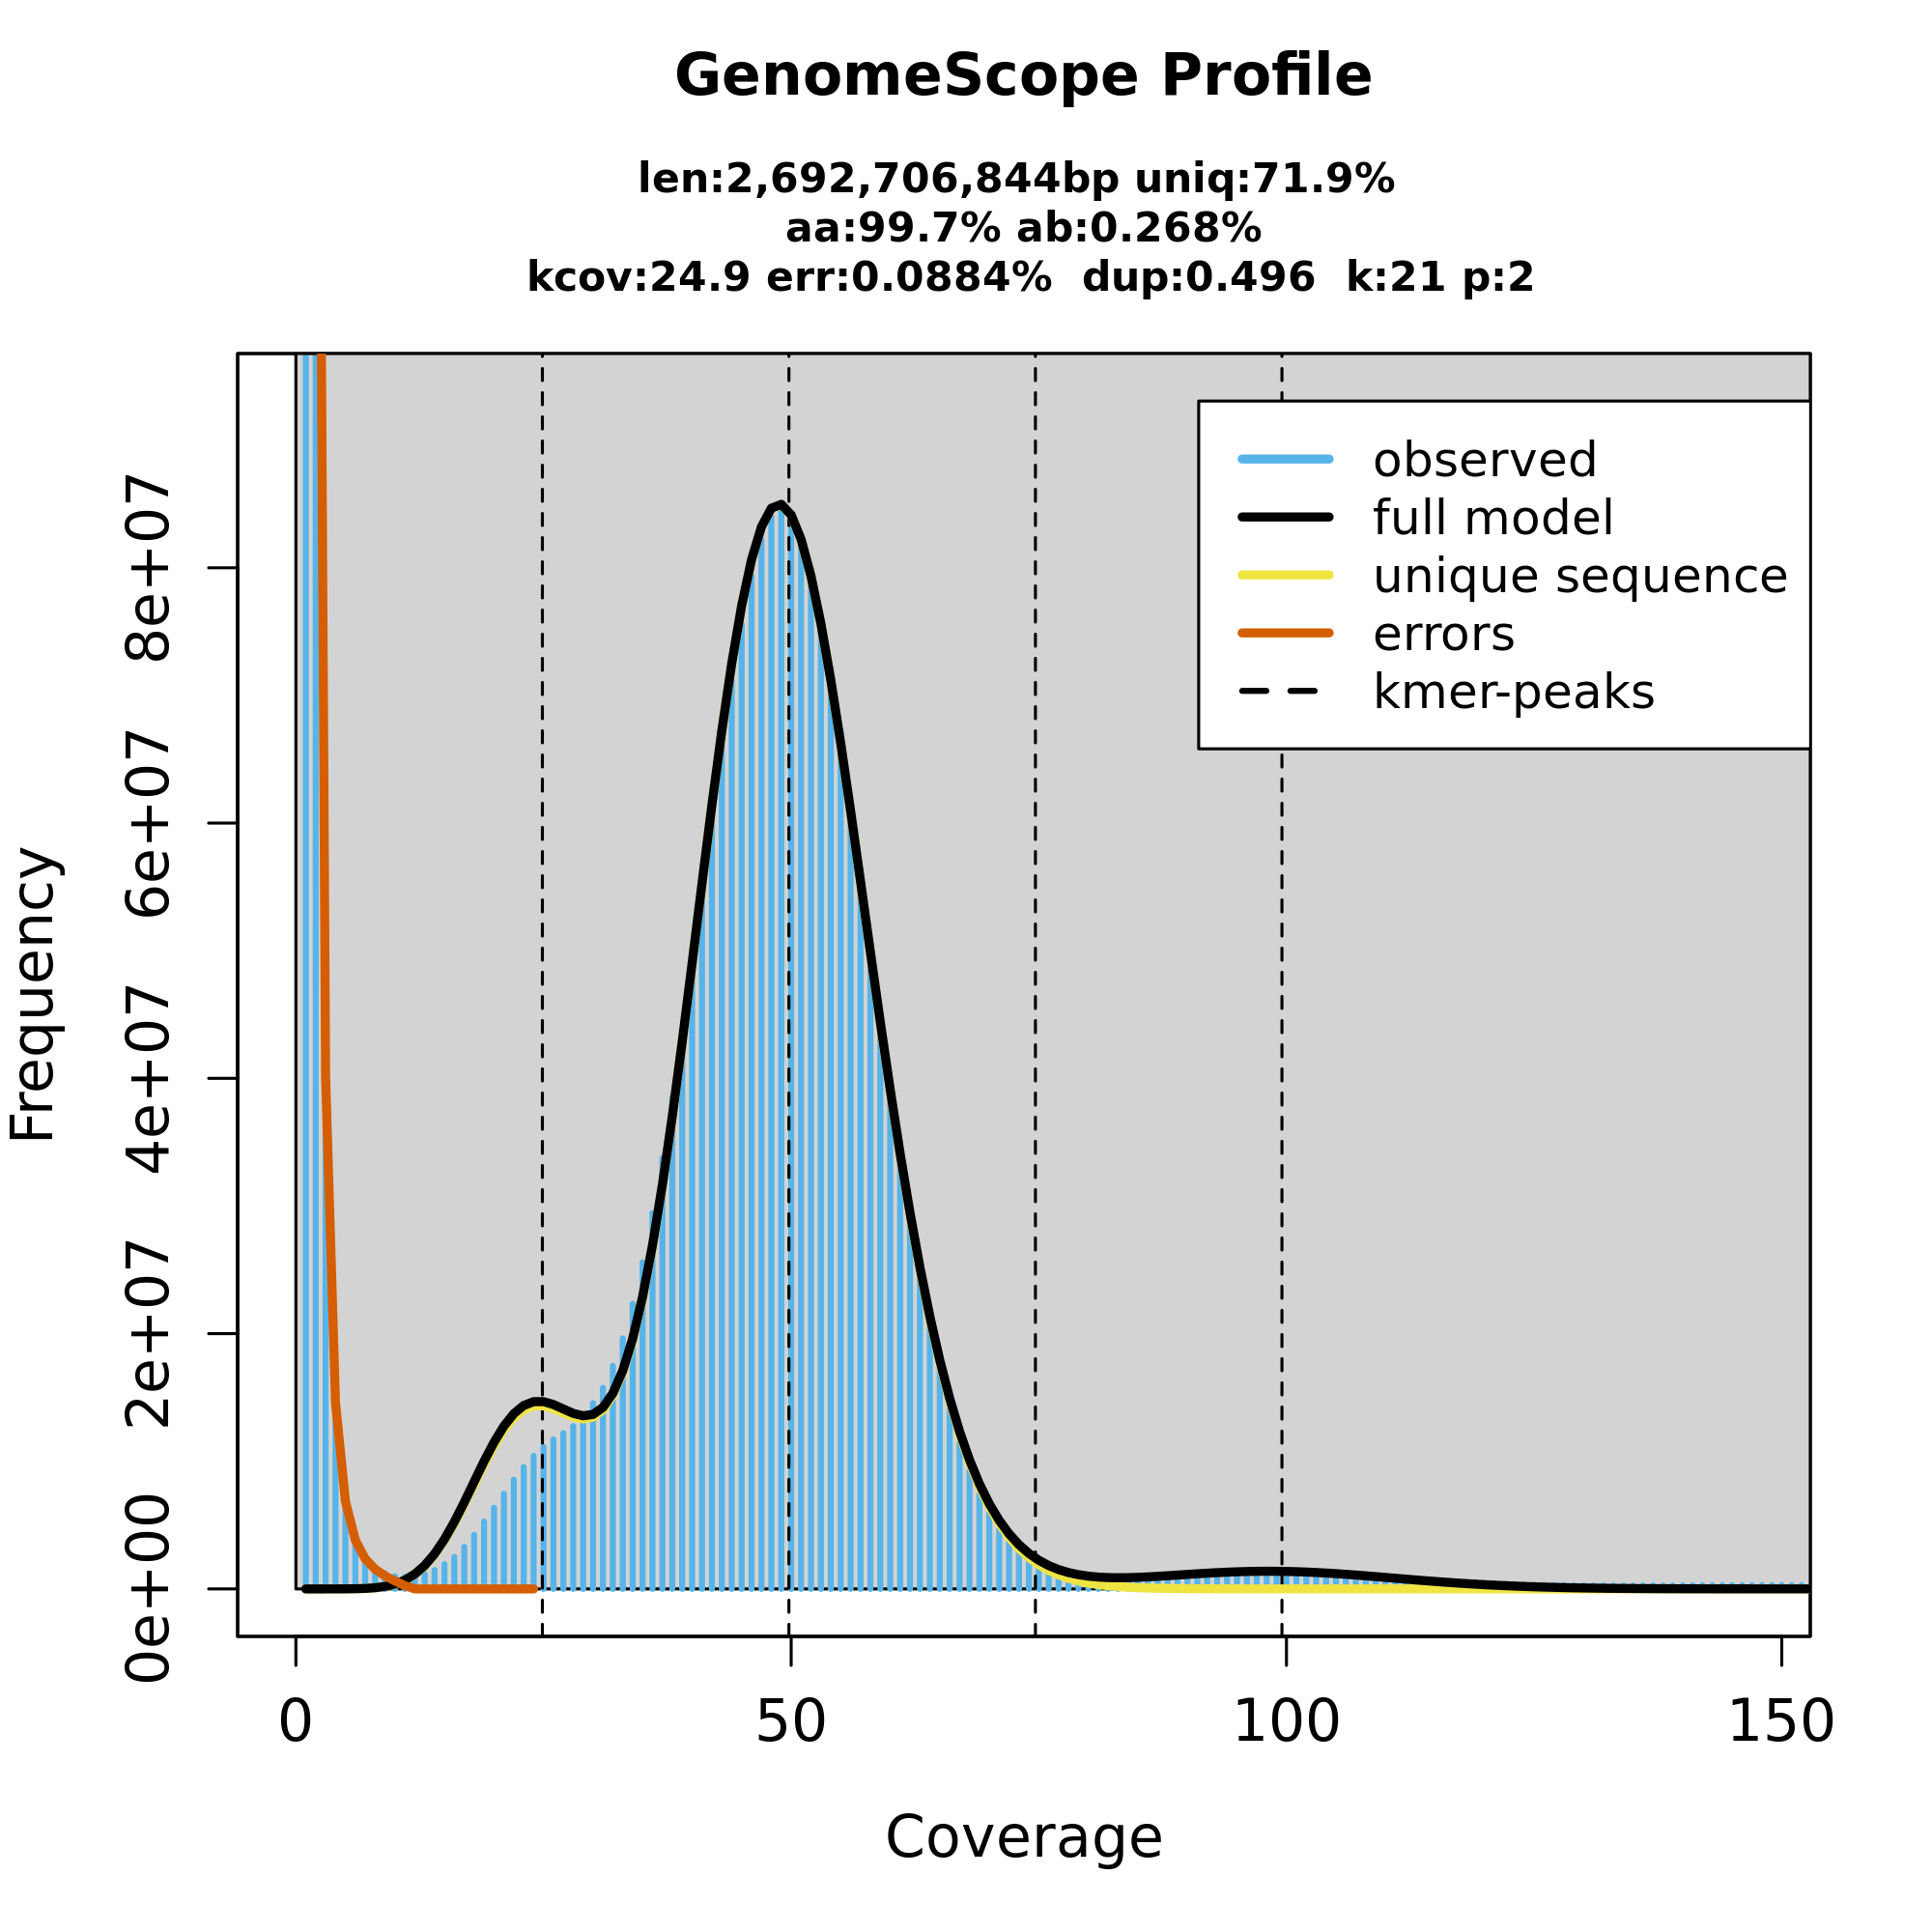 GenomeScope Profile
len:2,692,706,844bp uniq:71.9%
aa:99.7% ab:0.268%
kcov:24.9 err:0.0884% dup:0.496 k:21 p:2
observed
full model
unique sequence
errors
kmer-peaks
Frequency
8e+07
6e+07
4e+07
2e+07
0e+00
0 50 100 150
Coverage